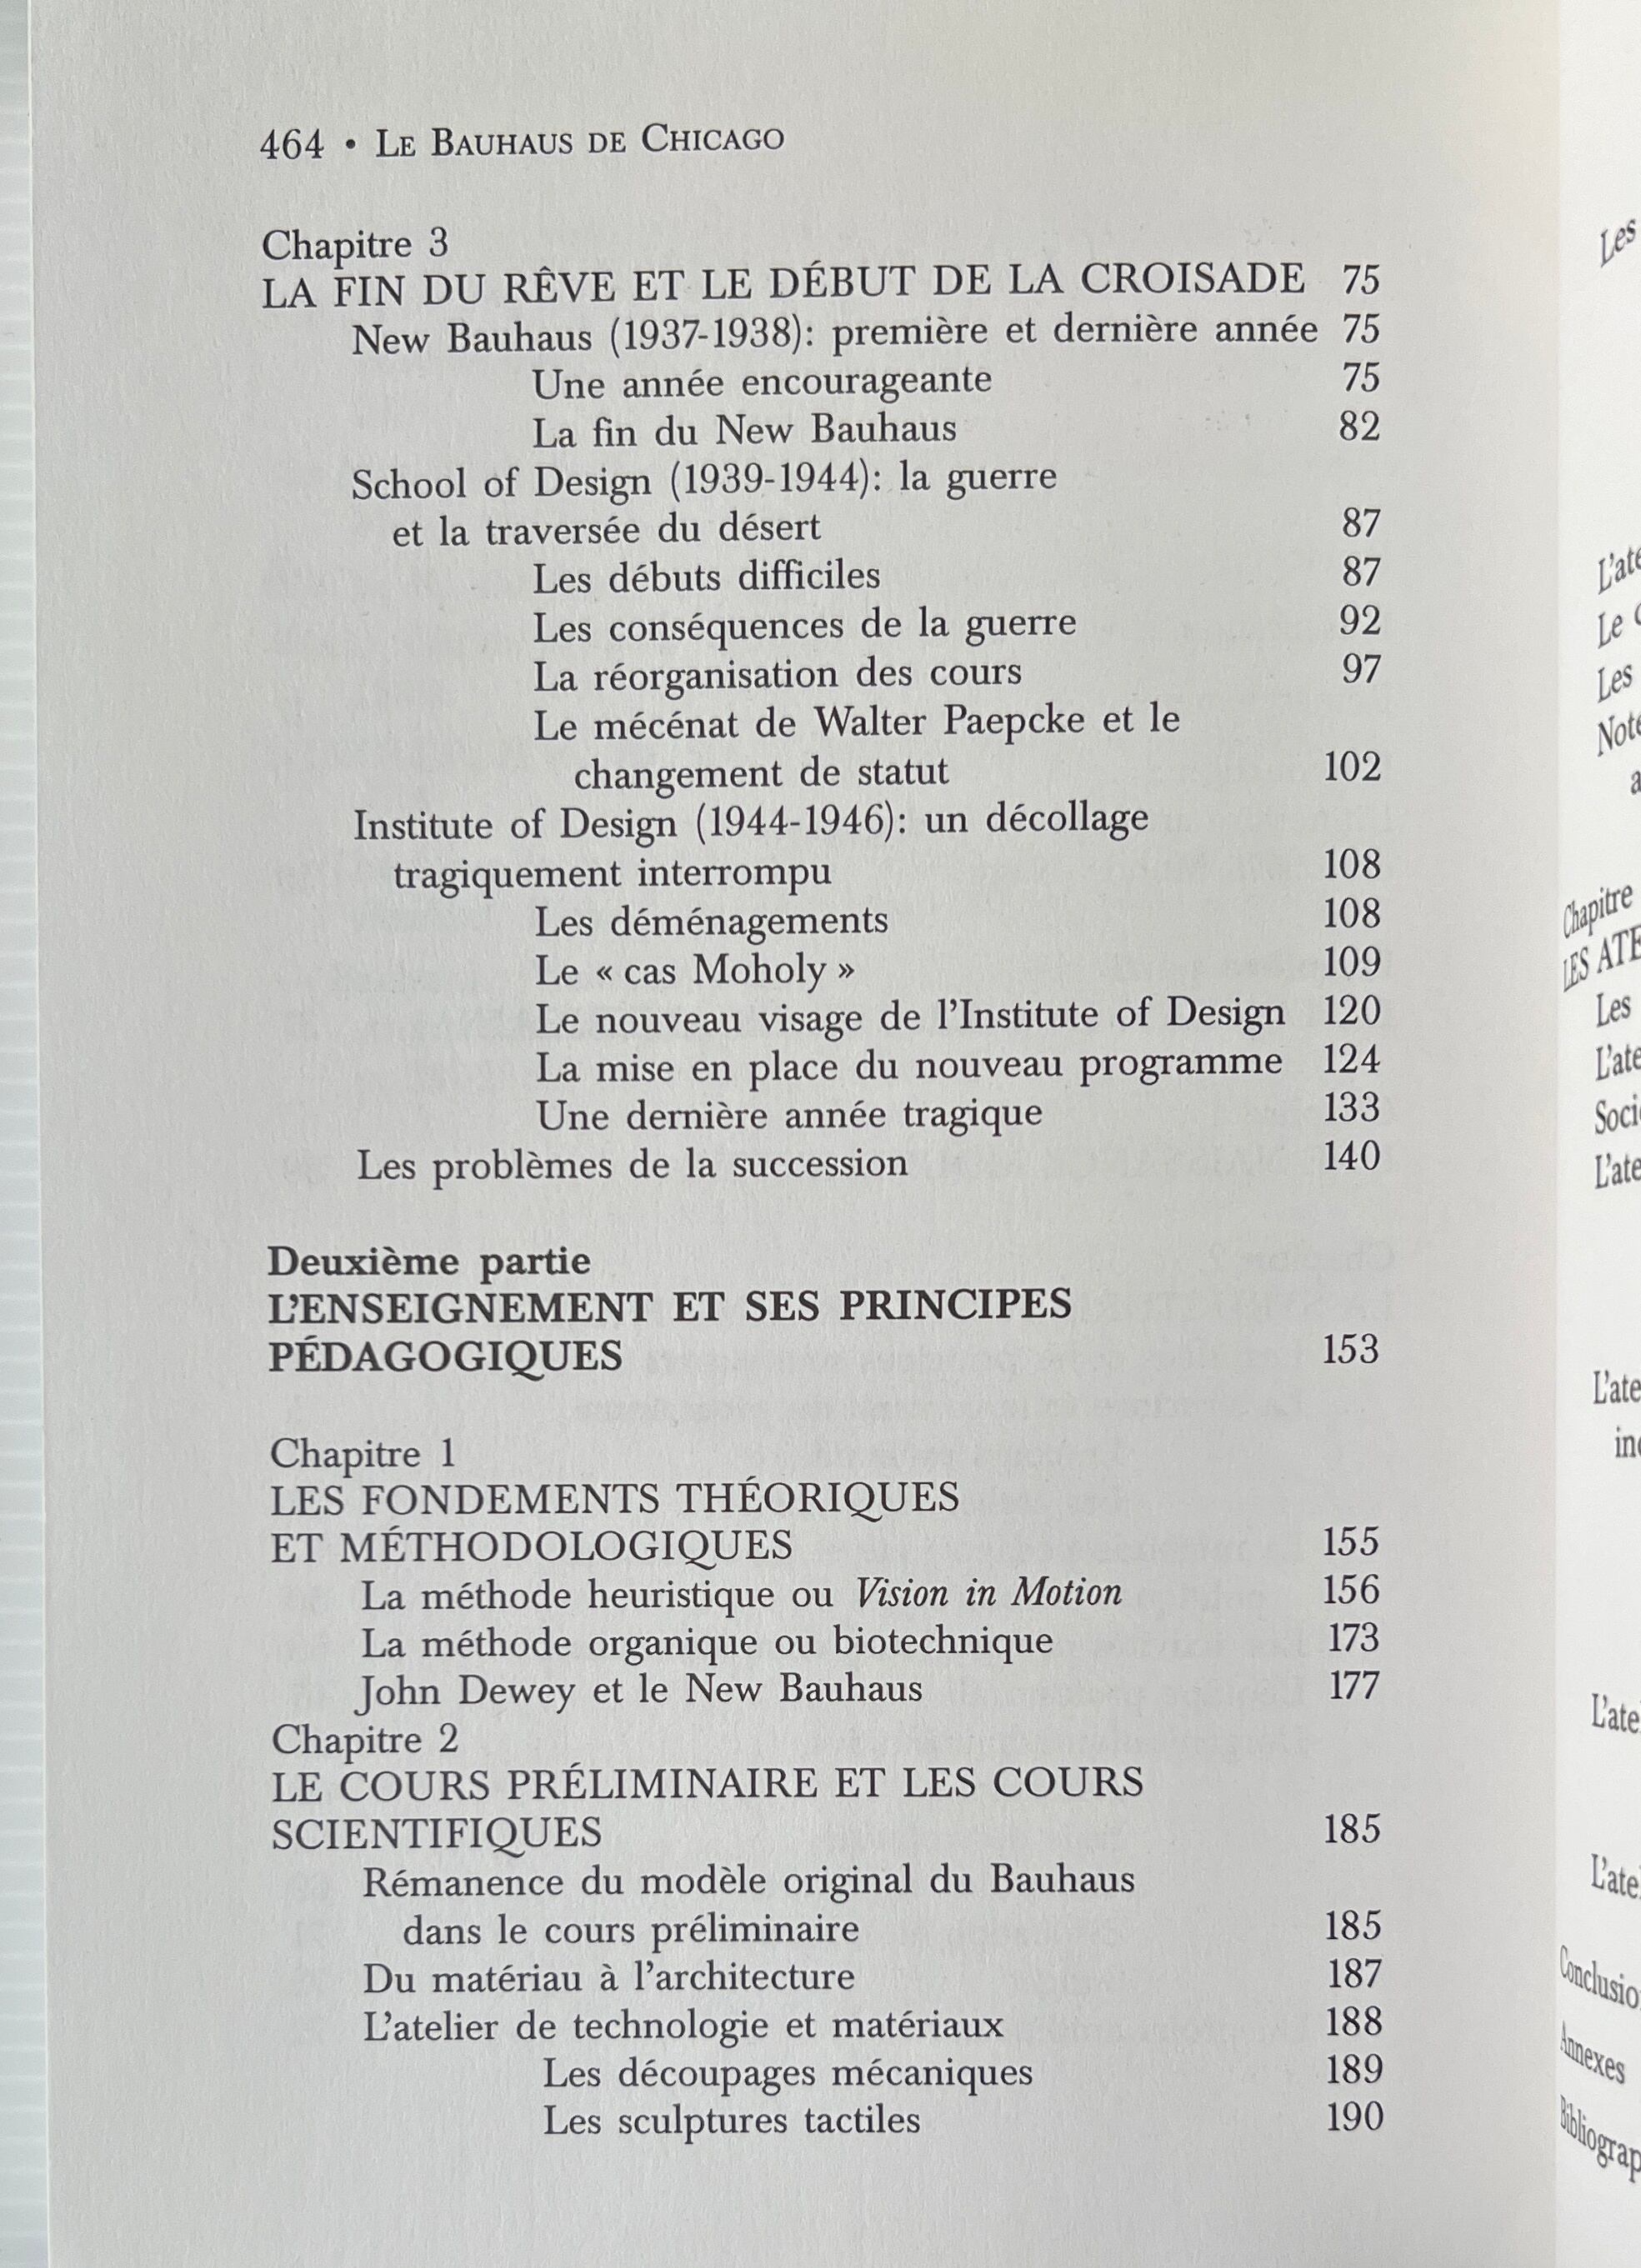 464 • LE BAUHAUS DE CHICAGO
Chapitre 3
LA FIN DU RÊVE ET LE DÉBUT DE LA CROISADE 75
New Bauhaus (1937-1938): première et dernière année 75
Une année encourageante 75
La fin du New Bauhaus 82
School of Design (1939-1944): la guerre
et la traversée du désert 87
Les débuts difficiles 87
Les conséquences de la guerre 92
La réorganisation des cours 97
Le mécénat de Walter Paepcke et le
changement de statut 102
Institute of Design (1944-1946): un décollage
tragiquement interrompu 108
Les déménagements 108
Le « cas Moholy » 109
Le nouveau visage de l’Institute of Design 120
La mise en place du nouveau programme 124
Une dernière année tragique 133
Les problèmes de la succession 140
Deuxième partie
L’ENSEIGNEMENT ET SES PRINCIPES
PÉDAGOGIQUES 153
Chapitre 1
LES FONDEMENTS THÉORIQUES
ET MÉTHODOLOGIQUES 155
La méthode heuristique ou Vision in Motion 156
La méthode organique ou biotechnique 173
John Dewey et le New Bauhaus 177
Chapitre 2
LE COURS PRÉLIMINAIRE ET LES COURS
SCIENTIFIQUES 185
Rémanence du modèle original du Bauhaus
dans le cours préliminaire 185
Du matériau à l’architecture 187
L’atelier de technologie et matériaux 188
Les découpages mécaniques 189
Les sculptures tactiles 190
Les
Le
Les
Chapitre
LES
Les
Annexes